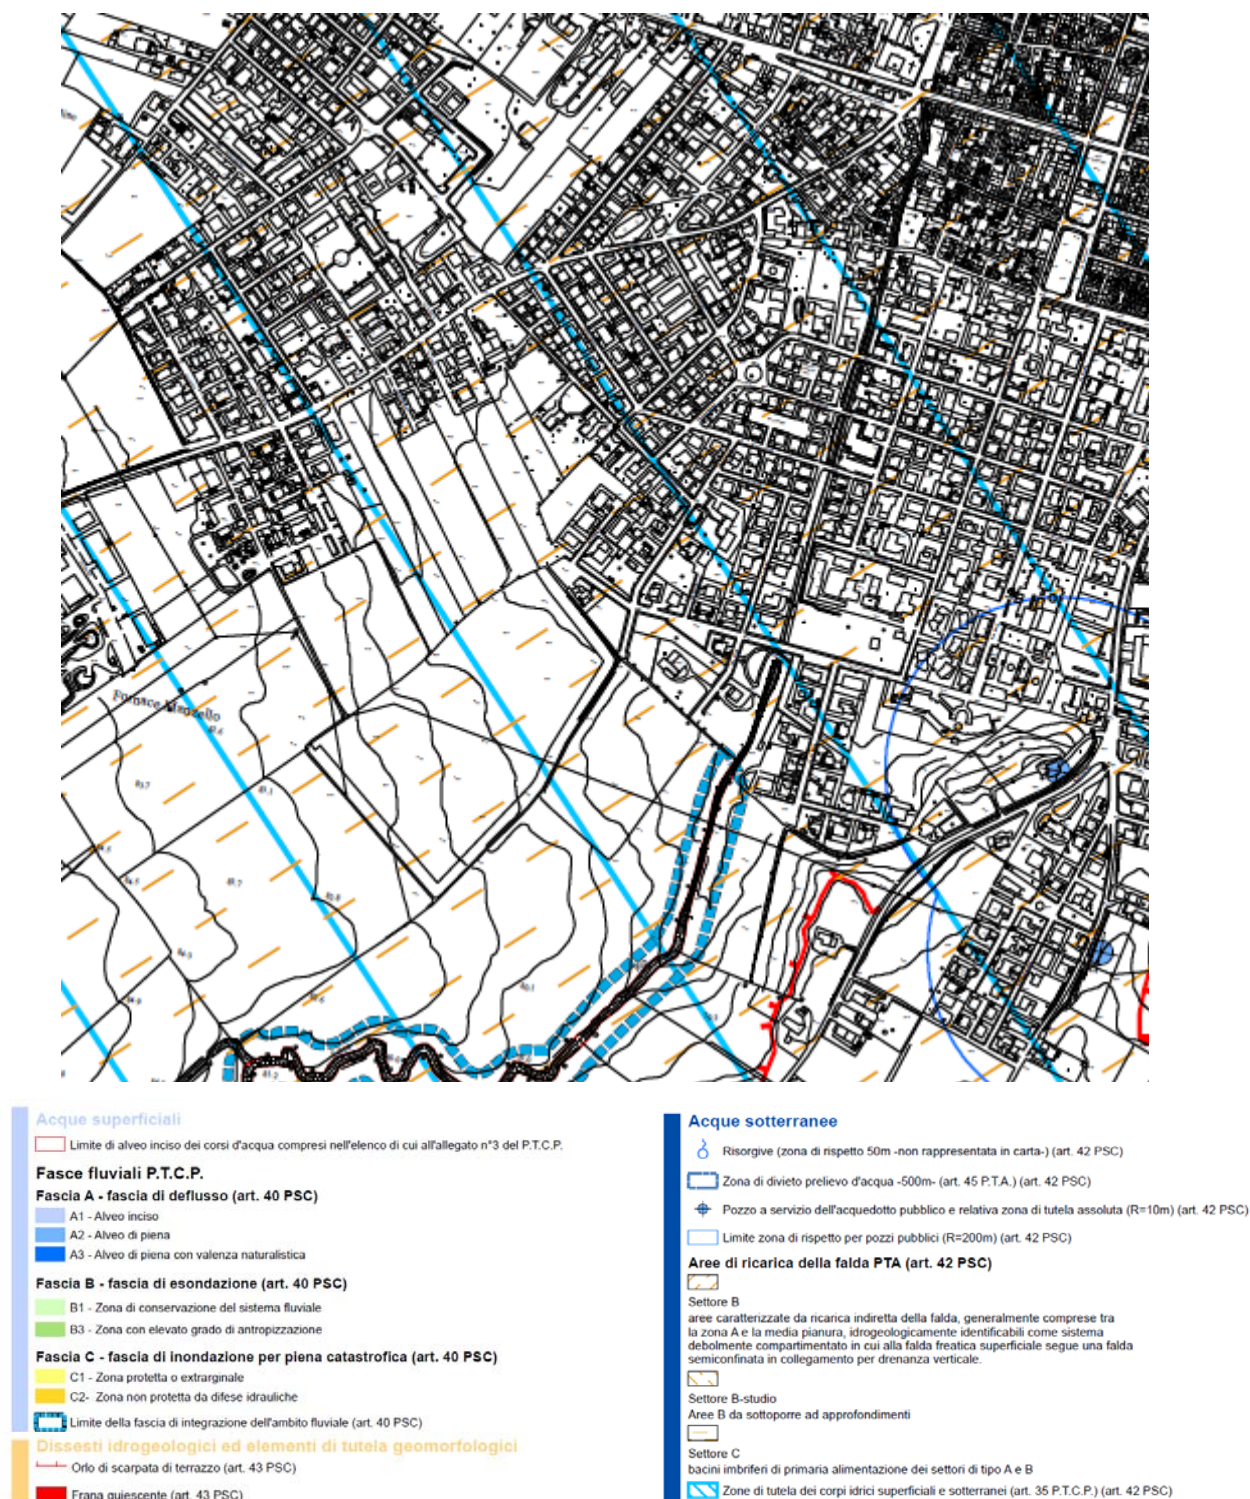 Fornace Manzello
83.7
Acque superficiali
Limite di alveo inciso dei corsi d'acqua compresi nell'elenco di cui all'allegato n°3 del P.T.C.P.
Fasce fluviali P.T.C.P.
Fascia A - fascia di deflusso (art. 40 PSC)
A1 - Alveo inciso
A2 - Alveo di piena
A3 - Alveo di piena con valenza naturalistica
Fascia B - fascia di esondazione (art. 40 PSC)
B1 - Zona di conservazione del sistema fluviale
B3 - Zona con elevato grado di antropizzazione
Fascia C - fascia di inondazione per piena catastrofica (art. 40 PSC)
C1 - Zona protetta o extrarginale
C2- Zona non protetta da difese idrauliche
Limite della fascia di integrazione dell'ambito fluviale (art. 40 PSC)
Dissesti idrogeologici ed elementi di tutela geomorfologici
Orlo di scarpata di terrazzo (art. 43 PSC)
Frana quiescente (art. 43 PSC)
Acque sotterranee
Risorgive (zona di rispetto 50m -non rappresentata in carta-) (art. 42 PSC)
Zona di divieto prelievo d'acqua -500m- (art. 45 P.T.A.) (art. 42 PSC)
Pozzo a servizio dell'acquedotto pubblico e relativa zona di tutela assoluta (R=10m) (art. 42 PSC)
Limite zona di rispetto per pozzi pubblici (R=200m) (art. 42 PSC)
Aree di ricarica della falda PTA (art. 42 PSC)
Settore B
aree caratterizzate da ricarica indiretta della falda, generalmente comprese tra
la zona A e la media pianura, idrogeologicamente identificabili come sistema
debolmente compartimentato in cui alla falda freatica superficiale segue una falda
semiconfinata in collegamento per drenanza verticale.
Settore B-studio
Aree B da sottoporre ad approfondimenti
Settore C
bacini imbriferi di primaria alimentazione dei settori di tipo A e B
Zone di tutela dei corpi idrici superficiali e sotterranei (art. 35 P.T.C.P.) (art. 42 PSC)